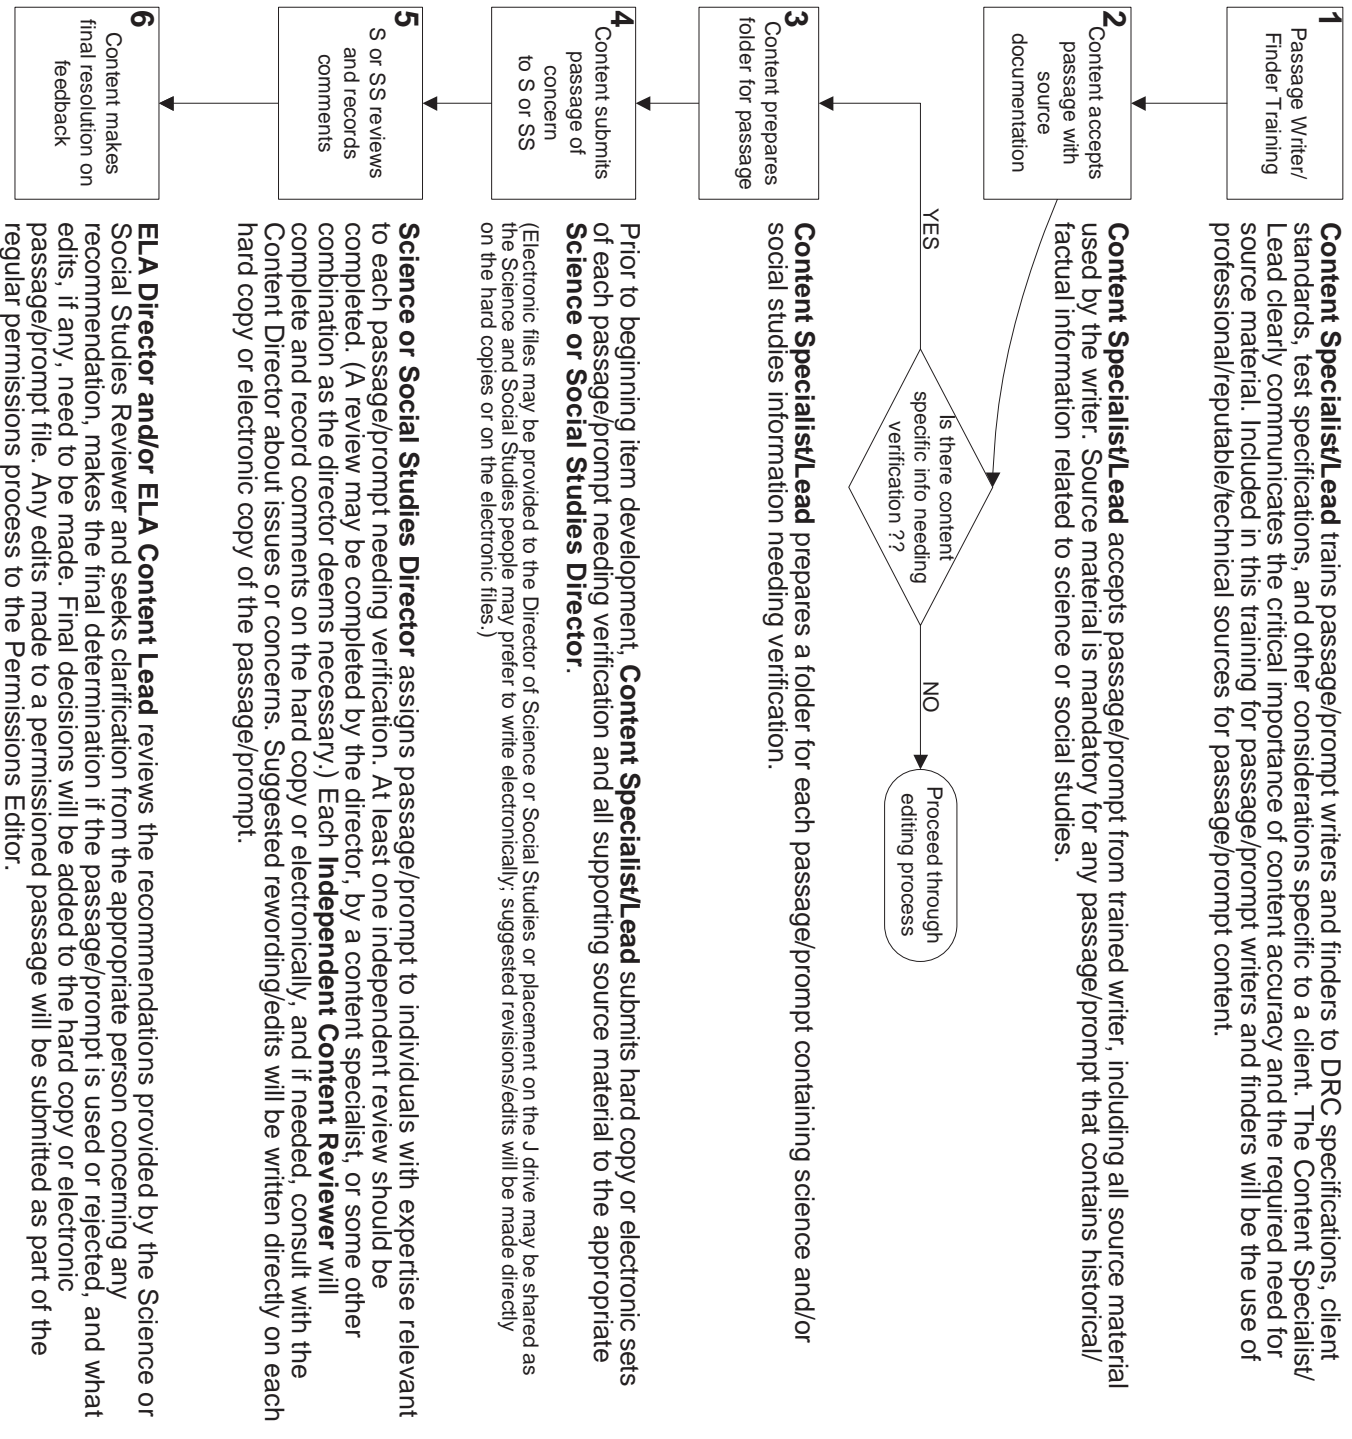 1
Passage Writer/
Finder Training
Content Specialist/Lead trains passage/prompt writers and finders to DRC specifications, client
standards, test specifications, and other considerations specific to a client. The Content Specialist/
Lead clearly communicates the critical importance of content accuracy and the required need for
source material. Included in this training for passage/prompt writers and finders will be the use of
professional/reputable/technical sources for passage/prompt content.
2
Content accepts
passage with
source
documentation
Content Specialist/Lead accepts passage/prompt from trained writer, including all source material
used by the writer. Source material is mandatory for any passage/prompt that contains historical/
factual information related to science or social studies.
Is there content
specific info needing
verification ??
YES
NO
Proceed through
editing process
3
Content prepares
folder for passage
Content Specialist/Lead prepares a folder for each passage/prompt containing science and/or
social studies information needing verification.
4
Content submits
passage of
concern
to S or SS
Prior to beginning item development, Content Specialist/Lead submits hard copy or electronic sets
of each passage/prompt needing verification and all supporting source material to the appropriate
Science or Social Studies Director.
(Electronic files may be provided to the Director of Science or Social Studies or placement on the J drive may be shared as
the Science and Social Studies people may prefer to write electronically; suggested revisions/edits will be made directly
on the hard copies or on the electronic files.)
5
S or SS reviews
and records
comments
Science or Social Studies Director assigns passage/prompt to individuals with expertise relevant
to each passage/prompt needing verification. At least one independent review should be
completed. (A review may be completed by the director, by a content specialist, or some other
combination as the director deems necessary.) Each Independent Content Reviewer will
complete and record comments on the hard copy or electronically, and if needed, consult with the
Content Director about issues or concerns. Suggested rewording/edits will be written directly on each
hard copy or electronic copy of the passage/prompt.
6
Content makes
final resolution on
feedback
ELA Director and/or ELA Content Lead reviews the recommendations provided by the Science or
Social Studies Reviewer and seeks clarification from the appropriate person concerning any
recommendation, makes the final determination if the passage/prompt is used or rejected, and what
edits, if any, need to be made. Final decisions will be added to the hard copy or electronic
passage/prompt file. Any edits made to a permissioned passage will be submitted as part of the
regular permissions process to the Permissions Editor.